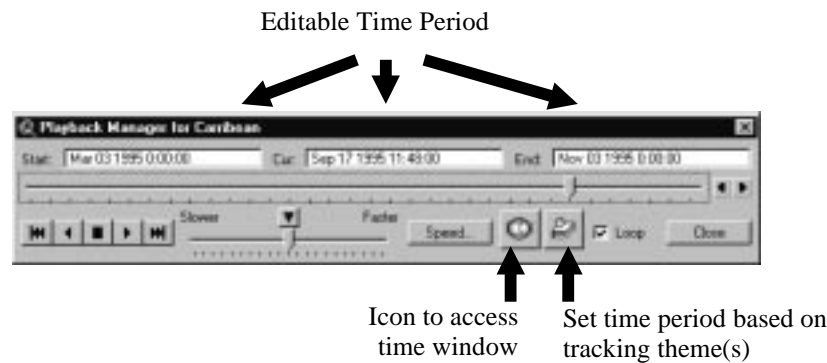 Editable Time Period
Playback Manager for Carribean
Start: Mar 03 1995 0:00:00 Cur: Sep 17 1995 11:48:00 End: Nov 03 1995 0:00:00
Slower Faster
Speed... Loop Close
Icon to access
time window
Set time period based on
tracking theme(s)